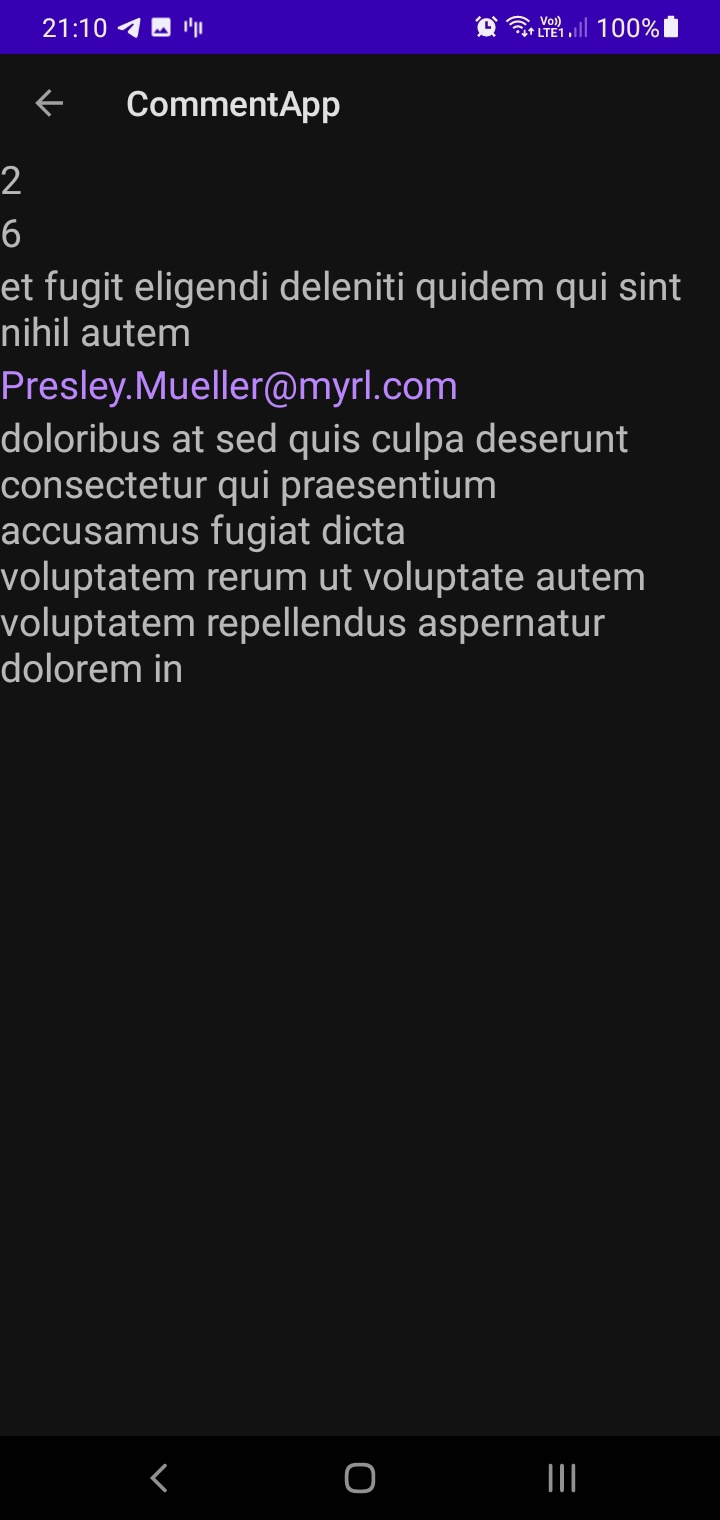 21:10 Vo)) LTE1 100%
CommentApp
2
6
et fugit eligendi deleniti quidem qui sint
nihil autem
Presley.Mueller@myrl.com
doloribus at sed quis culpa deserunt
consectetur qui praesentium
accusamus fugiat dicta
voluptatem rerum ut voluptate autem
voluptatem repellendus aspernatur
dolorem in